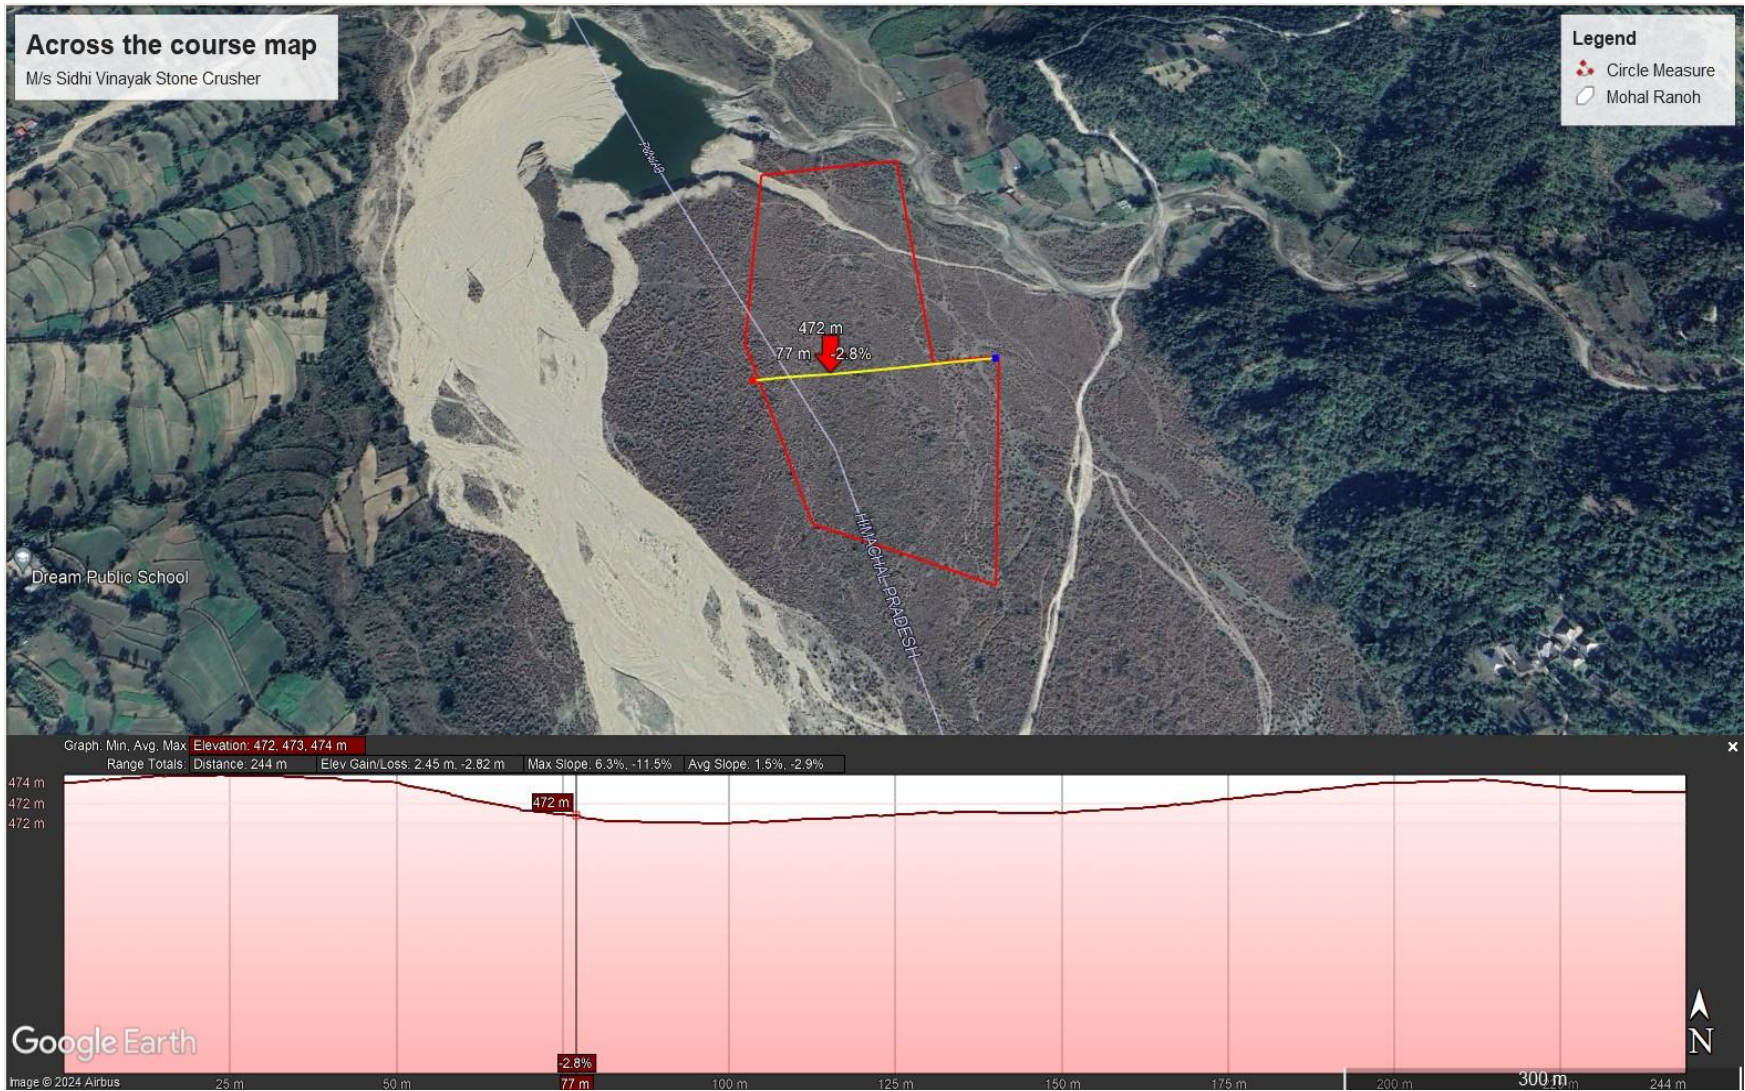 Across the course map
M/s Sidhi Vinayak Stone Crusher
Legend
Circle Measure
Mohal Ranoh
PUNJAB
472 m
77 m -2.8%
HIMACHAL PRADESH
Dream Public School
Graph: Min, Avg, Max Elevation: 472, 473, 474 m
Range Totals: Distance: 244 m Elev Gain/Loss: 2.45 m, -2.82 m Max Slope: 6.3%, -11.5% Avg Slope: 1.5%, -2.9%
474 m
472 m
472 m
472 m
Google Earth
N
-2.8%
Image © 2024 Airbus
25 m 50 m 77 m 100 m 125 m 150 m 175 m 200 m 300 m 244 m